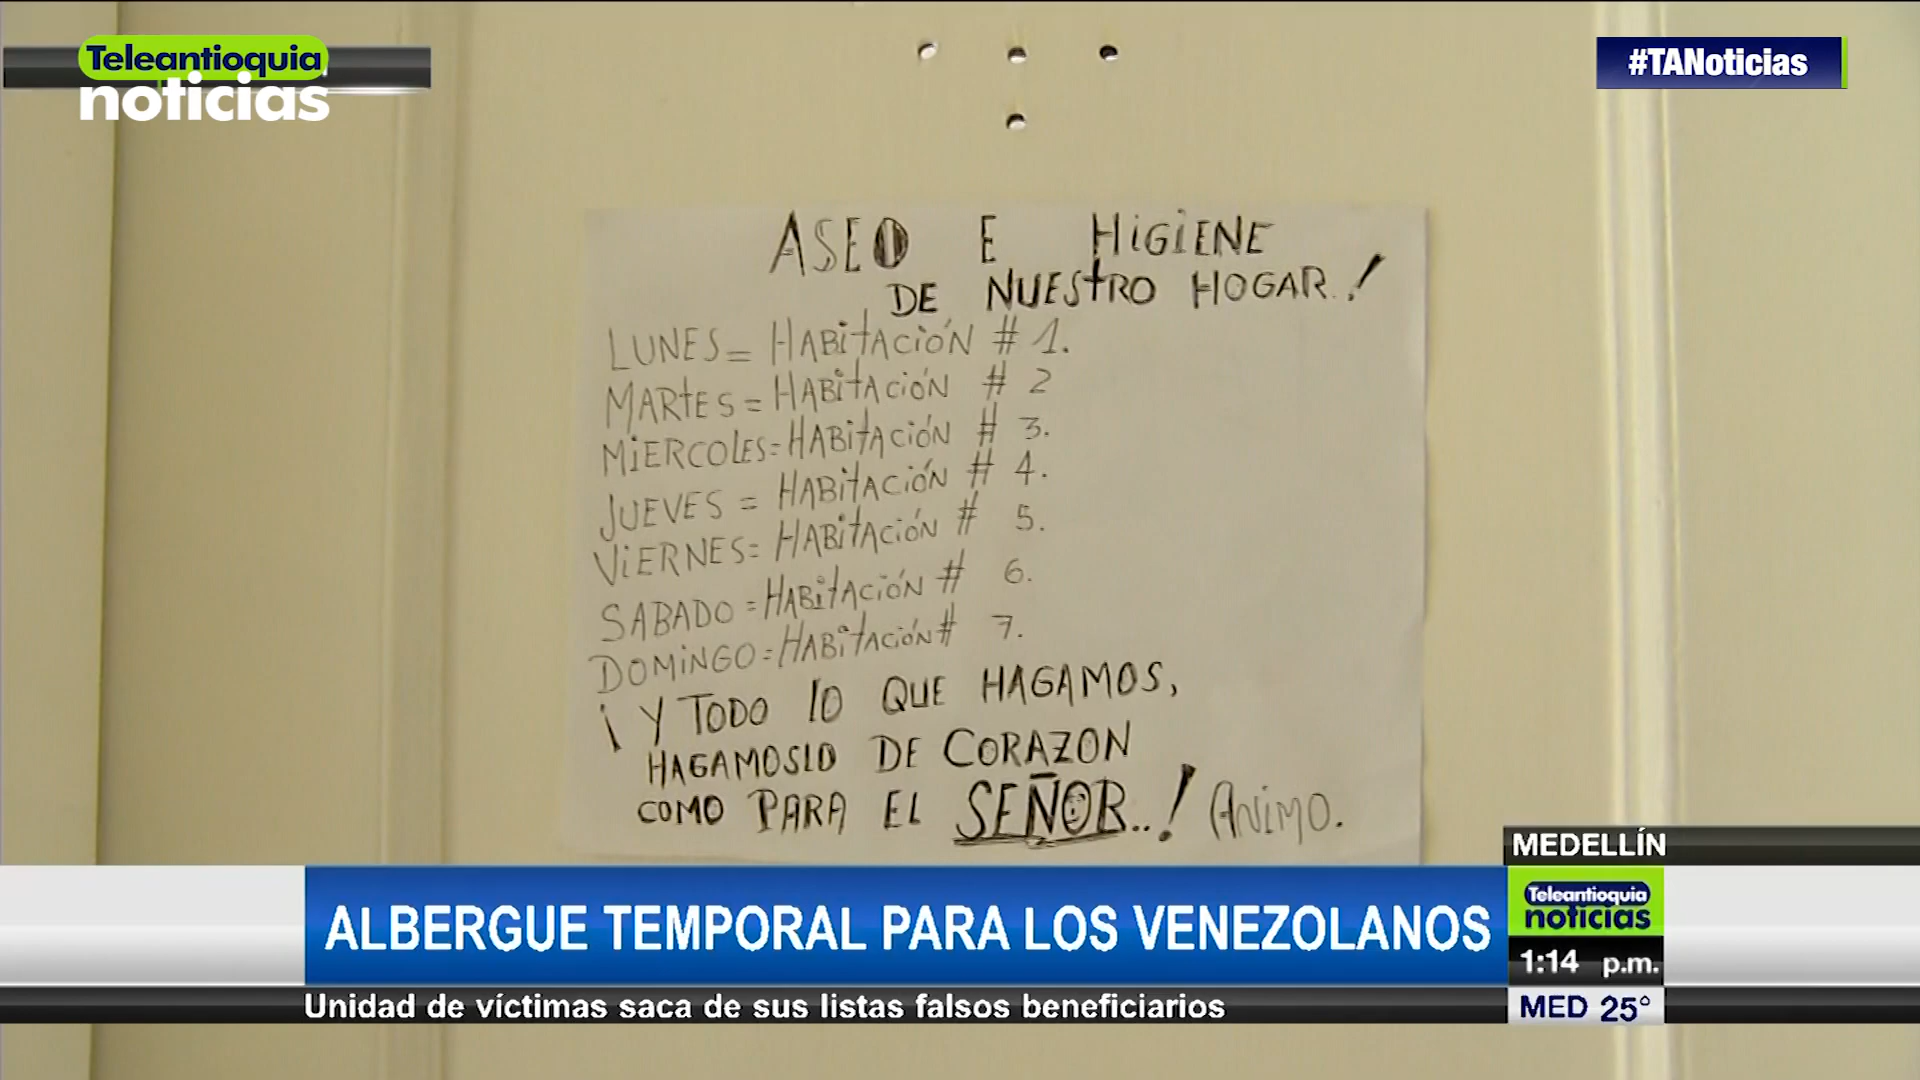 Teleantioquia
noticias
#TANoticias
ASEO E HiGiENE
DE NUEStRO HOGAR..!
LUNES= HABitACióN # 1.
MARtES= HABitACióN # 2
MiERCOLES= HABitACióN # 3.
JUEVES = HABitACióN # 4.
ViERNES= HABitACióN # 5.
SABADO = HABitACióN # 6.
DOMiNGO = HABitACióN # 7.
¡Y TODO lO QUE HAGAMOS,
HAGAMOSlO DE CORAZON
COMO PARA EL SEÑOR..! ANiMO.
MEDELLÍN
ALBERGUE TEMPORAL PARA LOS VENEZOLANOS
Teleantioquia
noticias
1:14 p.m.
Unidad de víctimas saca de sus listas falsos beneficiarios
MED 25°